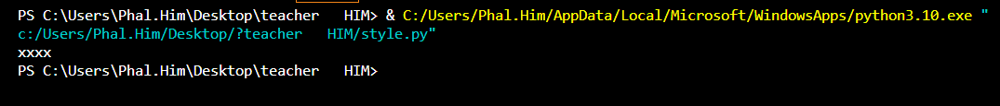 PS C:\Users\Phal.Him\Desktop\teacher   HIM> & C:/Users/Phal.Him/AppData/Local/Microsoft/WindowsApps/python3.10.exe "
c:/Users/Phal.Him/Desktop/?teacher   HIM/style.py"
xxxx
PS C:\Users\Phal.Him\Desktop\teacher   HIM>